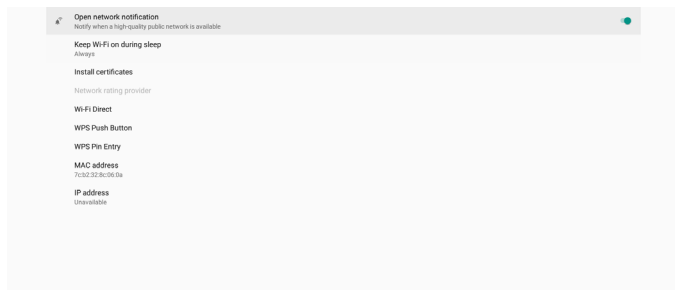 Open network notification
Notify when a high-quality public network is available
Keep Wi-Fi on during sleep
Always
Install certificates
Network rating provider
Wi-Fi Direct
WPS Push Button
WPS Pin Entry
MAC address
7c:b2:32:8c:06:0a
IP address
Unavailable